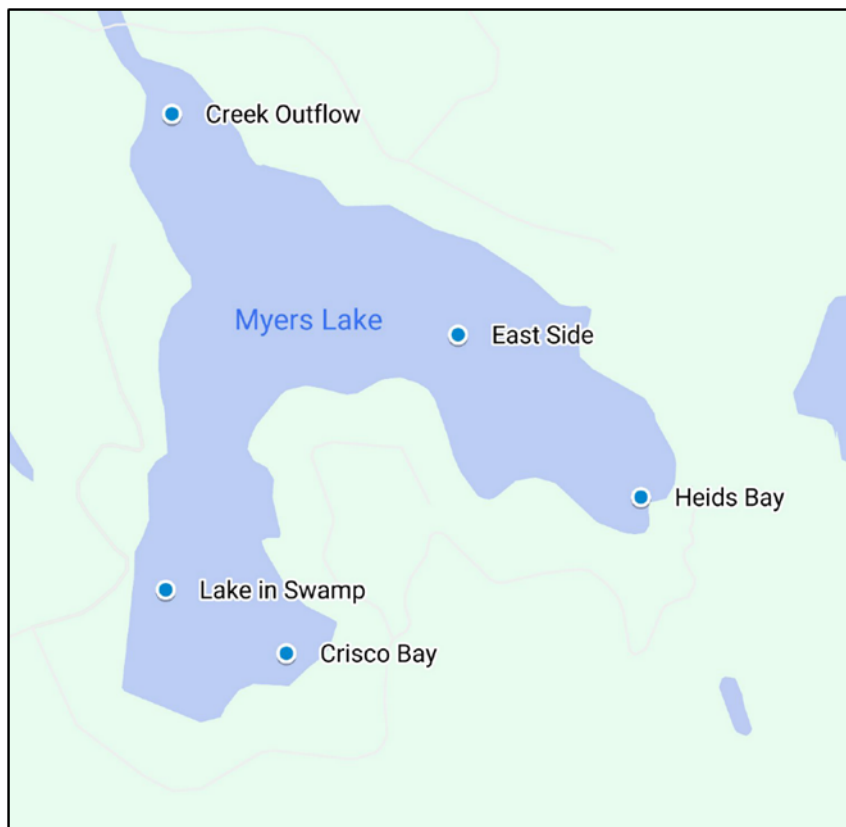 Creek Outflow
Myers Lake
East Side
Heids Bay
Lake in Swamp
Crisco Bay